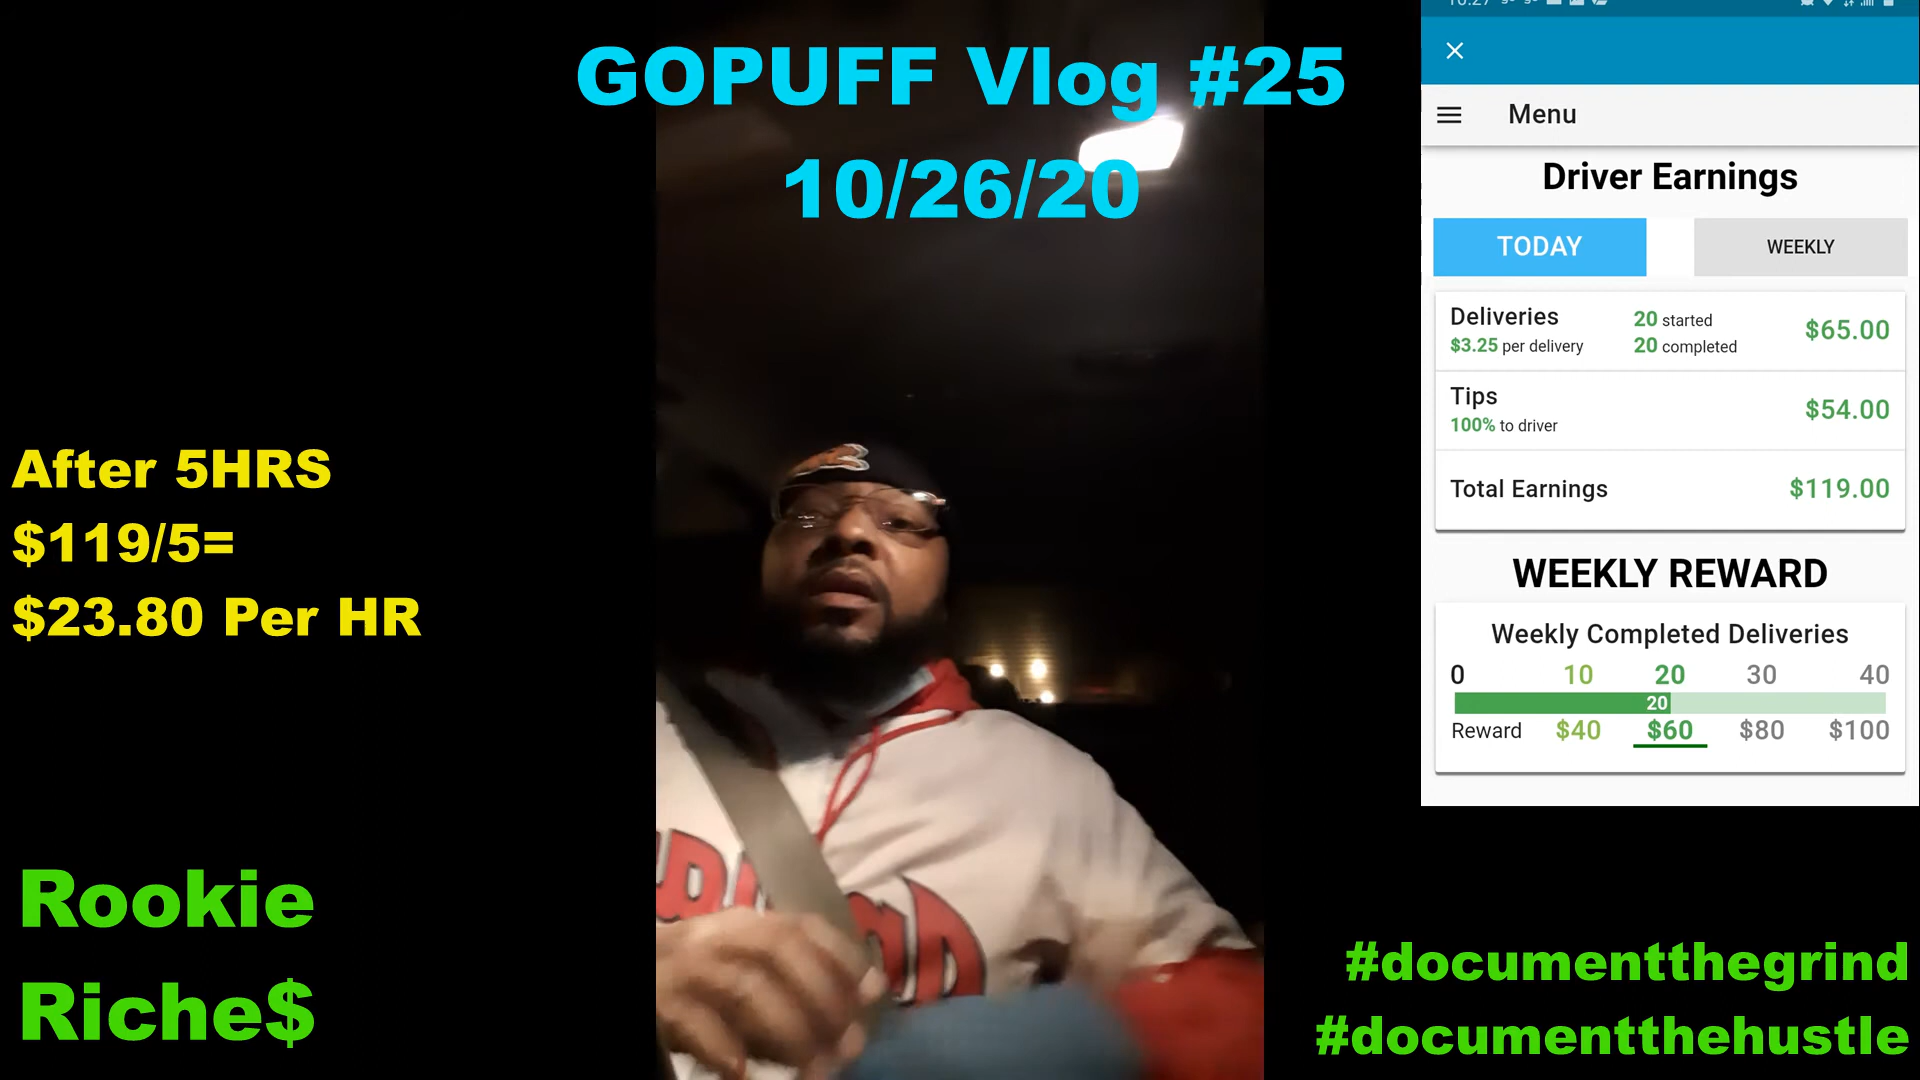 GOPUFF Vlog #25
10/26/20
After 5HRS
$119/5=
$23.80 Per HR
Rookie
Riche$
Menu
Driver Earnings
TODAY
WEEKLY
Deliveries
$3.25 per delivery
20 started
20 completed
$65.00
Tips
100% to driver
$54.00
Total Earnings
$119.00
WEEKLY REWARD
Weekly Completed Deliveries
0 10 20 30 40
20
Reward $40 $60 $80 $100
#documentthegrind
#documentthehustle